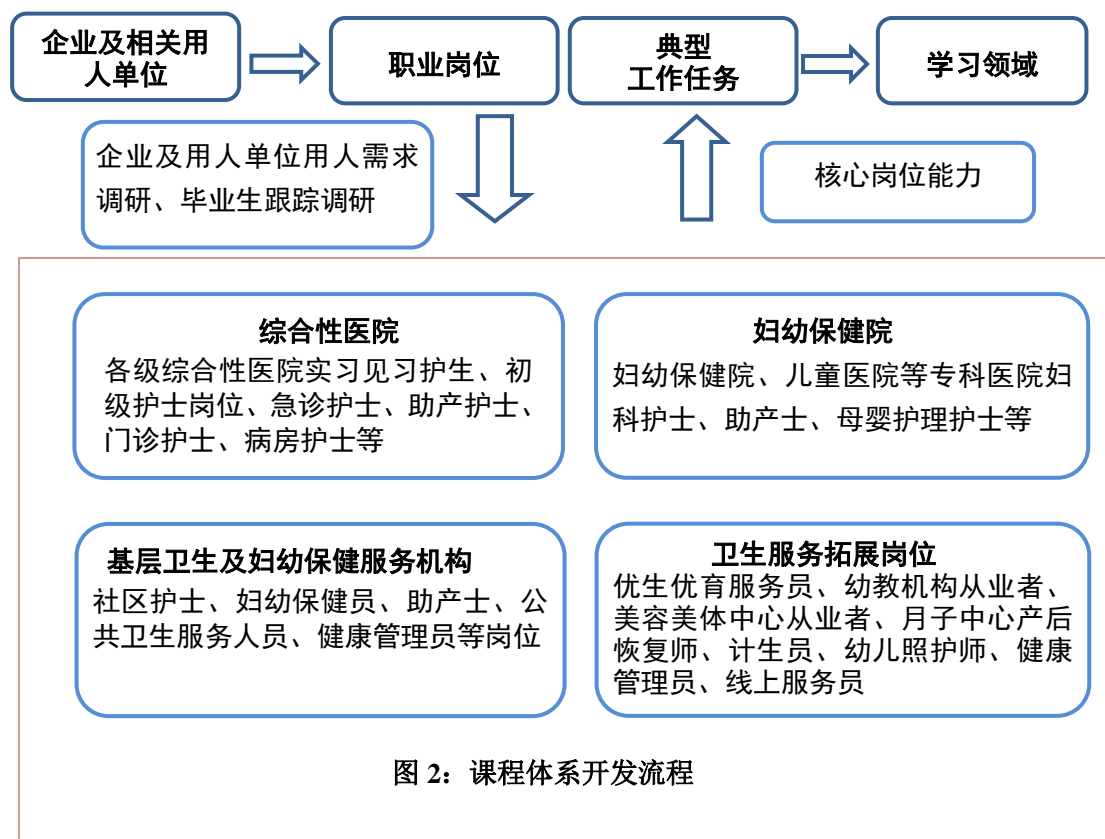 企业及相关用
人单位
职业岗位
典型
工作任务
学习领域
企业及用人单位用人需求
调研、毕业生跟踪调研
核心岗位能力
综合性医院
各级综合性医院实习见习护生、初
级护士岗位、急诊护士、助产护士、
门诊护士、病房护士等
妇幼保健院
妇幼保健院、儿童医院等专科医院妇
科护士、助产士、母婴护理护士等
基层卫生及妇幼保健服务机构
社区护士、妇幼保健员、助产士、公
共卫生服务人员、健康管理员等岗位
卫生服务拓展岗位
优生优育服务员、幼教机构从业者、
美容美体中心从业者、月子中心产后
恢复师、计生员、幼儿照护师、健康
管理员、线上服务员
图 2：课程体系开发流程